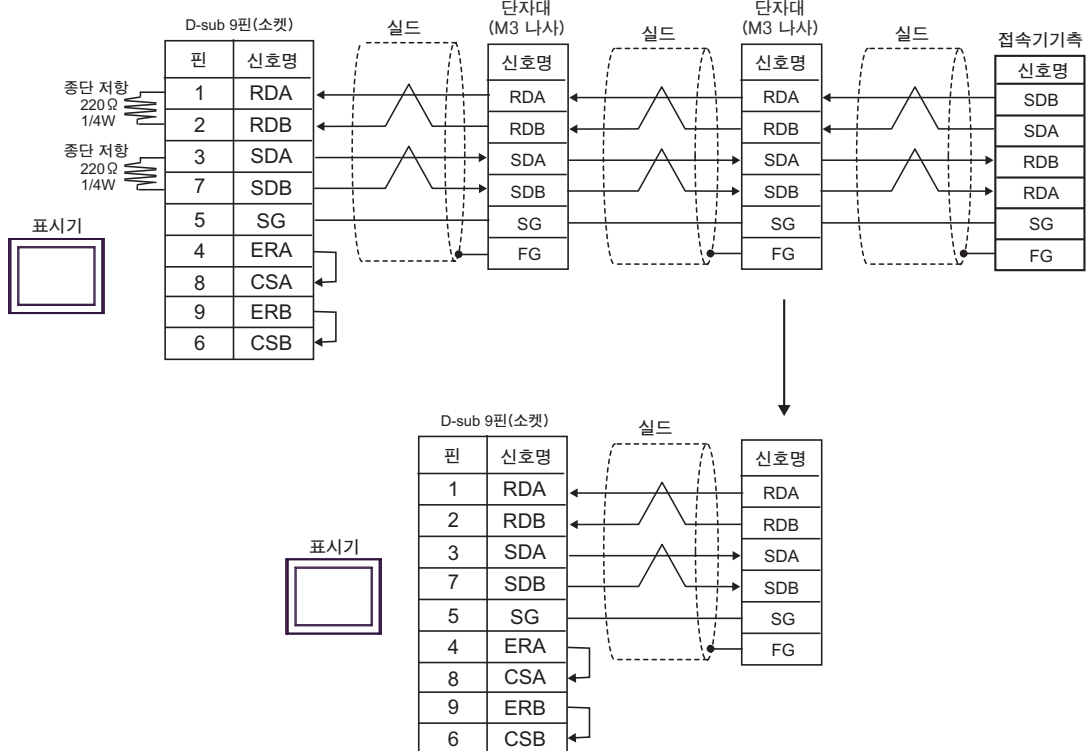 D-sub 9핀(소켓)
실드
단자대
(M3 나사)
실드
단자대
(M3 나사)
실드
접속기기측
핀 신호명
신호명
신호명
신호명
종단 저항
220Ω
1/4W
1 RDA
RDA
RDA
SDB
2 RDB
RDB
RDB
SDA
종단 저항
220Ω
1/4W
3 SDA
SDA
SDA
RDB
7 SDB
SDB
SDB
RDA
5 SG
SG
SG
SG
표시기
4 ERA
FG
FG
FG
8 CSA
9 ERB
6 CSB
D-sub 9핀(소켓)
실드
핀 신호명
신호명
1 RDA
RDA
2 RDB
RDB
표시기
3 SDA
SDA
7 SDB
SDB
5 SG
SG
4 ERA
FG
8 CSA
9 ERB
6 CSB